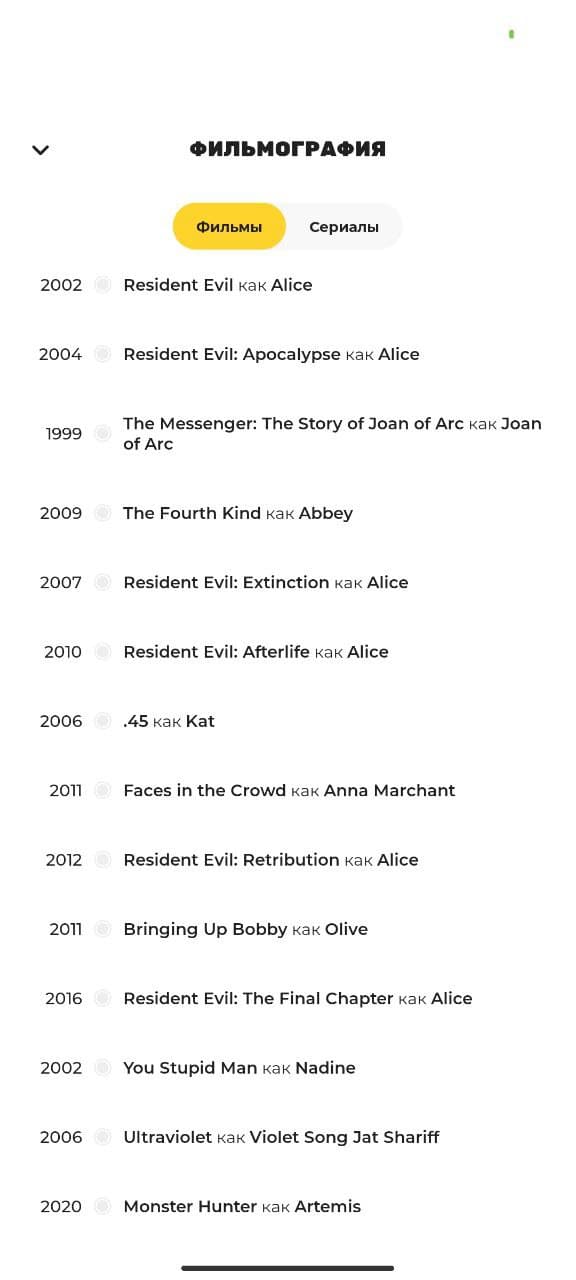 ФИЛЬМОГРАФИЯ
Фильмы Сериалы
2002 Resident Evil как Alice
2004 Resident Evil: Apocalypse как Alice
1999 The Messenger: The Story of Joan of Arc как Joan
of Arc
2009 The Fourth Kind как Abbey
2007 Resident Evil: Extinction как Alice
2010 Resident Evil: Afterlife как Alice
2006 .45 как Kat
2011 Faces in the Crowd как Anna Marchant
2012 Resident Evil: Retribution как Alice
2011 Bringing Up Bobby как Olive
2016 Resident Evil: The Final Chapter как Alice
2002 You Stupid Man как Nadine
2006 Ultraviolet как Violet Song Jat Shariff
2020 Monster Hunter как Artemis